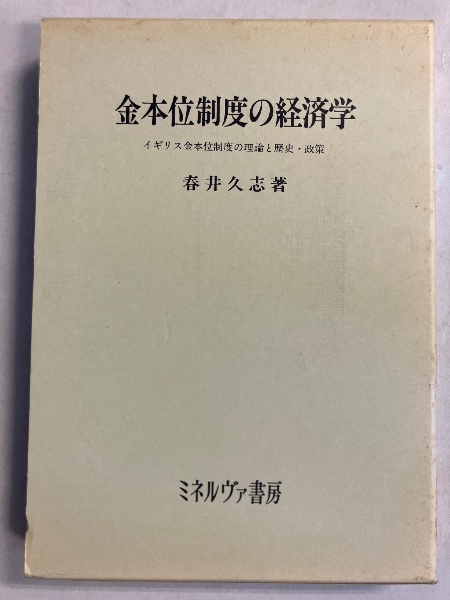 金本位制度の経済学
イギリス金本位制度の理論と歴史・政策
春井久志著
ミネルヴァ書房